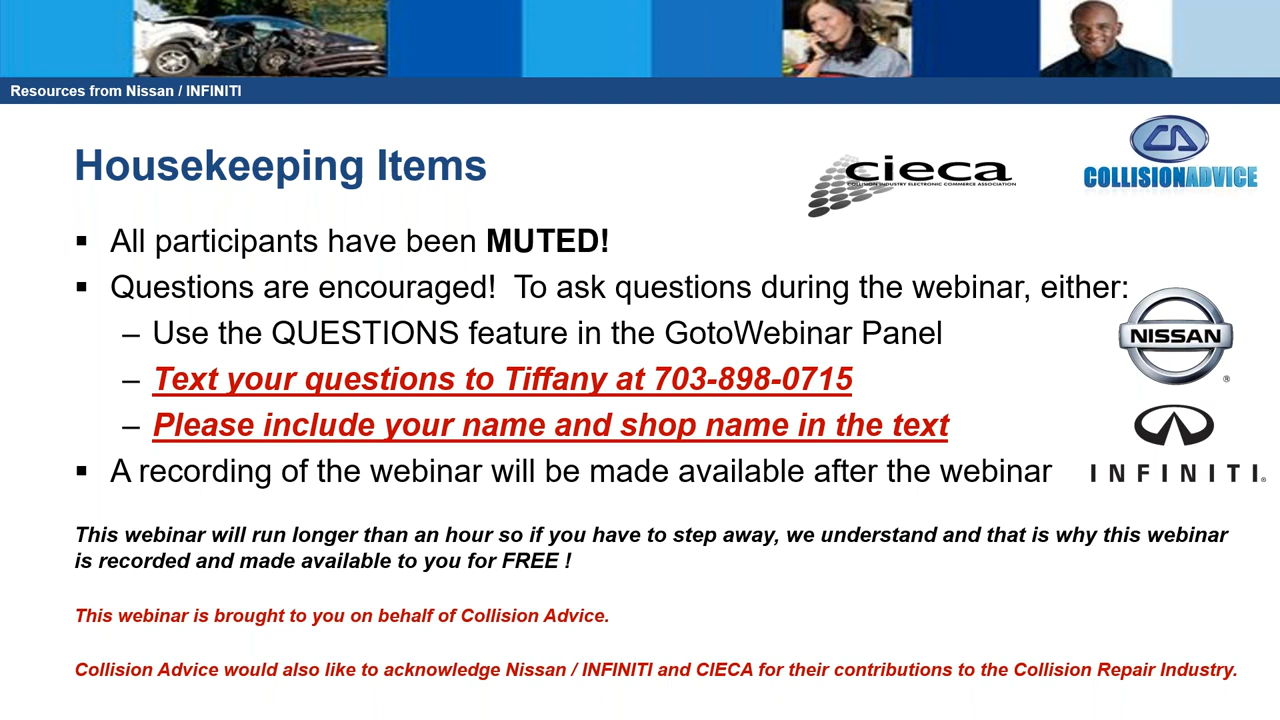 Resources from Nissan / INFINITI
Housekeeping Items
cieca
COLLISION INDUSTRY ELECTRONIC COMMERCE ASSOCIATION
CA
COLLISIONADVICE
▪ All participants have been MUTED!
▪ Questions are encouraged!  To ask questions during the webinar, either:
– Use the QUESTIONS feature in the GotoWebinar Panel
NISSAN
®
– Text your questions to Tiffany at 703-898-0715
– Please include your name and shop name in the text
▪ A recording of the webinar will be made available after the webinar
INFINITI®
This webinar will run longer than an hour so if you have to step away, we understand and that is why this webinar
is recorded and made available to you for FREE !
This webinar is brought to you on behalf of Collision Advice.
Collision Advice would also like to acknowledge Nissan / INFINITI and CIECA for their contributions to the Collision Repair Industry.